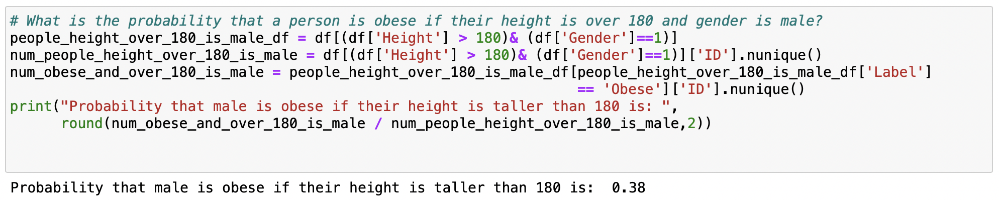 # What is the probability that a person is obese if their height is over 180 and gender is male?
people_height_over_180_is_male_df = df[(df['Height'] > 180)& (df['Gender']==1)]
num_people_height_over_180_is_male = df[(df['Height'] > 180)& (df['Gender']==1)]['ID'].nunique()
num_obese_and_over_180_is_male = people_height_over_180_is_male_df[people_height_over_180_is_male_df['Label']
                                                                   == 'Obese']['ID'].nunique()
print("Probability that male is obese if their height is taller than 180 is: ",
      round(num_obese_and_over_180_is_male / num_people_height_over_180_is_male,2))
Probability that male is obese if their height is taller than 180 is:  0.38